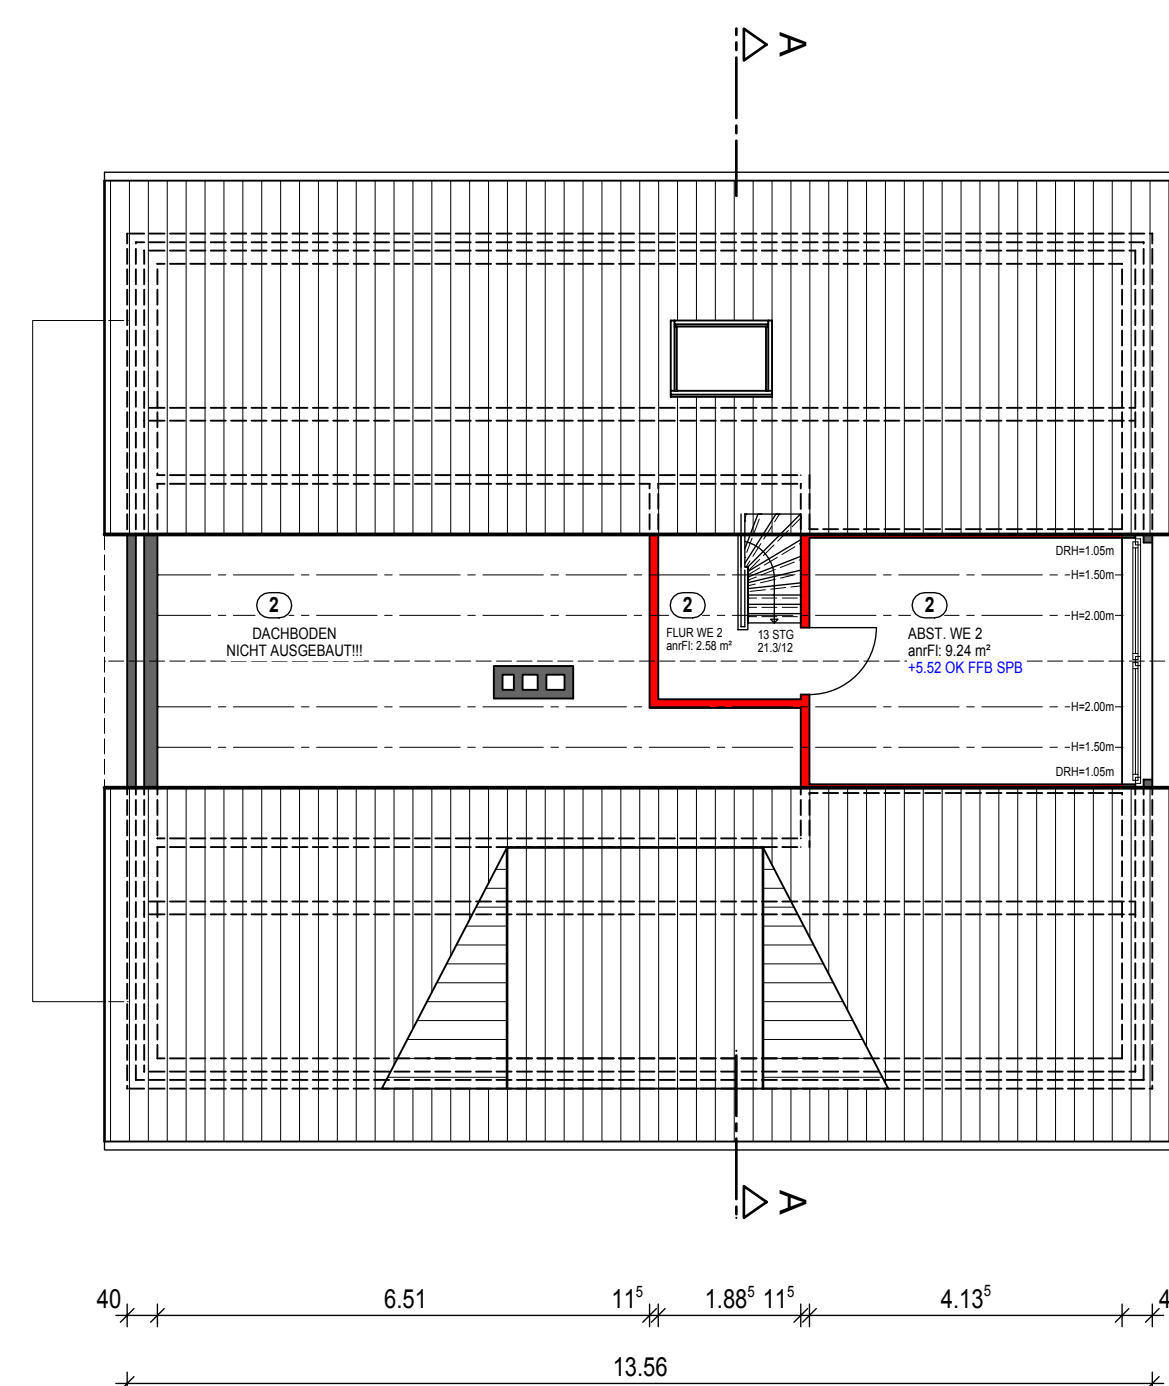 A
DRH=1.05m
H=1.50m
2
2
2
H=2.00m
DACHBODEN
NICHT AUSGEBAUT!!!
FLUR WE 2
anrFl: 2.58 m²
13 STG
21.3/12
ABST. WE 2
anrFl: 9.24 m²
+5.52 OK FFB SPB
H=2.00m
H=1.50m
DRH=1.05m
A
40 6.51 11⁵ 1.88⁵ 11⁵ 4.13⁵ 4
13.56